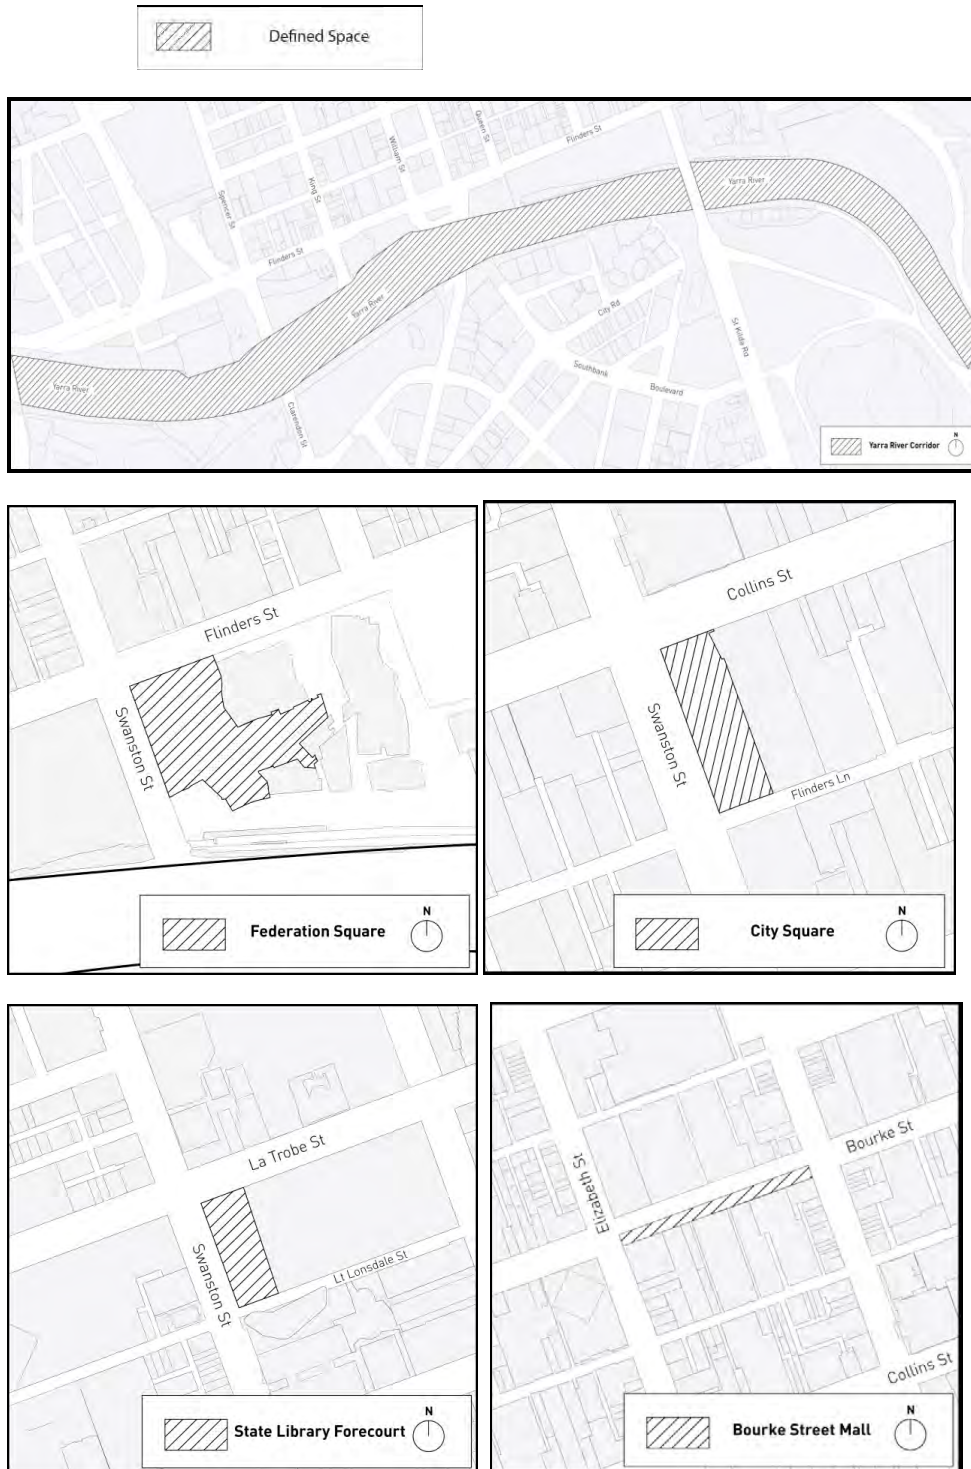 Defined Space
Queen St
Flinders St
William St
King St
Spencer St
Yarra River
Flinders St
Yarra River
City Rd
St Kilda Rd
Southbank
Boulevard
Yarra River
Clarendon St
N
Yarra River Corridor
Flinders St
Swanston St
N
Federation Square
Collins St
Swanston St
Flinders Ln
N
City Square
La Trobe St
Swanston St
Lt Lonsdale St
N
State Library Forecourt
Bourke St
Elizabeth St
Collins St
N
Bourke Street Mall